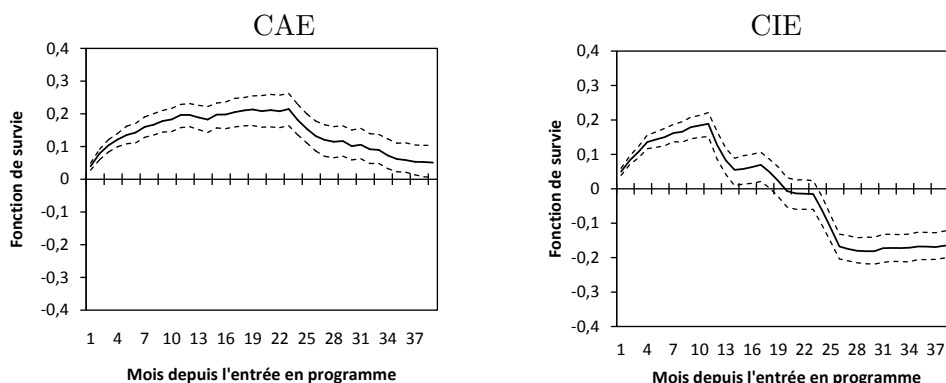 CAE
Fonction de survie
0,4
0,3
0,2
0,1
0
-0,1
-0,2
-0,3
-0,4
1 4 7 10 13 16 19 22 25 28 31 34 37
Mois depuis l'entrée en programme
CIE
Fonction de survie
0,4
0,3
0,2
0,1
0
-0,1
-0,2
-0,3
-0,4
1 4 7 10 13 16 19 22 25 28 31 34 37
Mois depuis l'entrée en programme